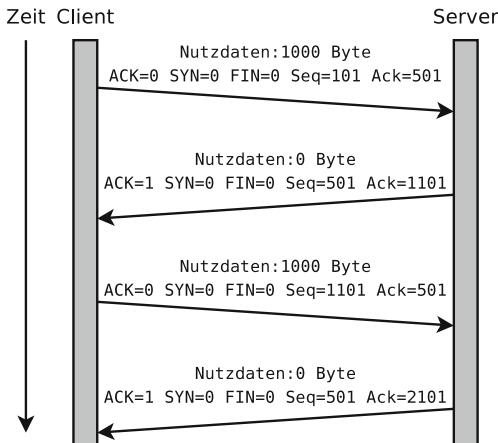 Zeit Client Server
Nutzdaten:1000 Byte
ACK=0 SYN=0 FIN=0 Seq=101 Ack=501
Nutzdaten:0 Byte
ACK=1 SYN=0 FIN=0 Seq=501 Ack=1101
Nutzdaten:1000 Byte
ACK=0 SYN=0 FIN=0 Seq=1101 Ack=501
Nutzdaten:0 Byte
ACK=1 SYN=0 FIN=0 Seq=501 Ack=2101